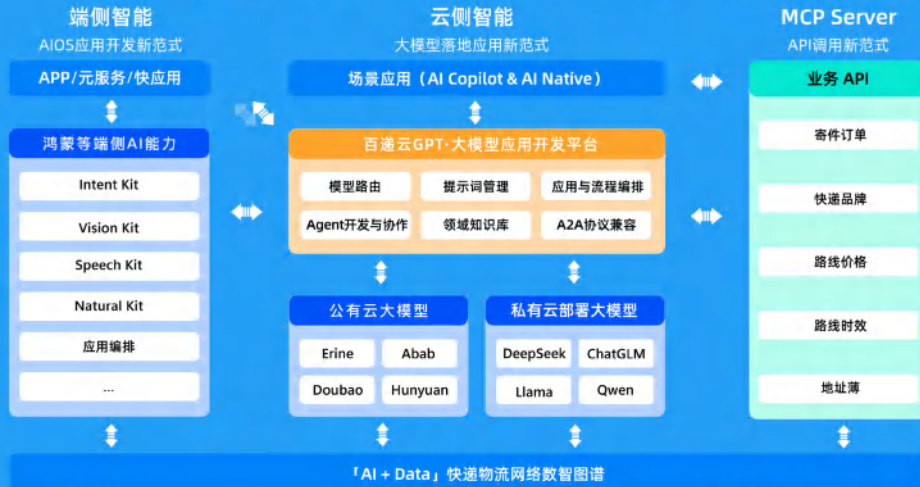 端侧智能
AIOS应用开发新范式
APP/元服务/快应用
鸿蒙等端侧AI能力
Intent Kit
Vision Kit
Speech Kit
Natural Kit
应用编排
...
云侧智能
大模型落地应用新范式
场景应用（AI Copilot & AI Native）
百递云GPT·大模型应用开发平台
模型路由
提示词管理
应用与流程编排
Agent开发与协作
领域知识库
A2A协议兼容
公有云大模型
Erine
Abab
Doubao
Hunyuan
私有云部署大模型
DeepSeek
ChatGLM
Llama
Qwen
MCP Server
API调用新范式
业务 API
寄件订单
快递品牌
路线价格
路线时效
地址薄
「AI + Data」快递物流网络数智图谱